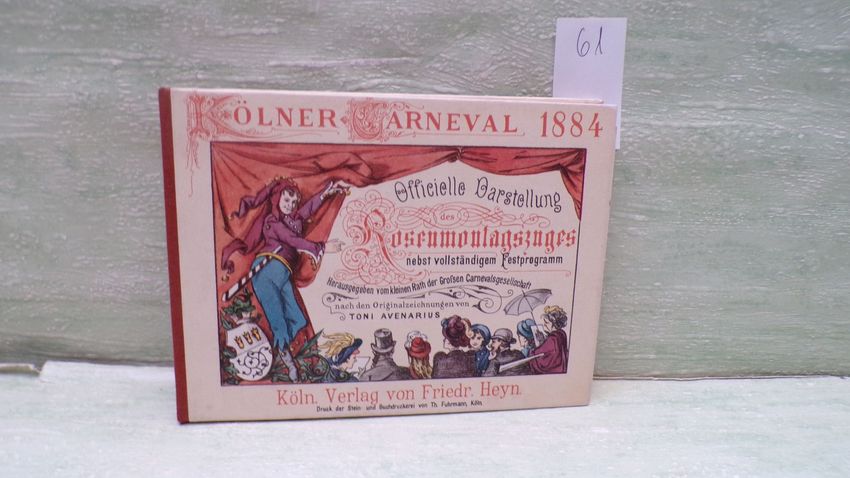 61
KÖLNER CARNEVAL 1884
Officielle Darstellung
des
Rosenmontagszuges
nebst vollständigem Festprogramm
Herausgegeben vom kleinen Rath der Großen Carnevalsgesellschaft
nach den Originalzeichnungen von
TONI AVENARIUS
Köln. Verlag von Friedr. Heyn.
Druck der Stein- und Buchdruckerei von Th. Fuhrmann, Köln.